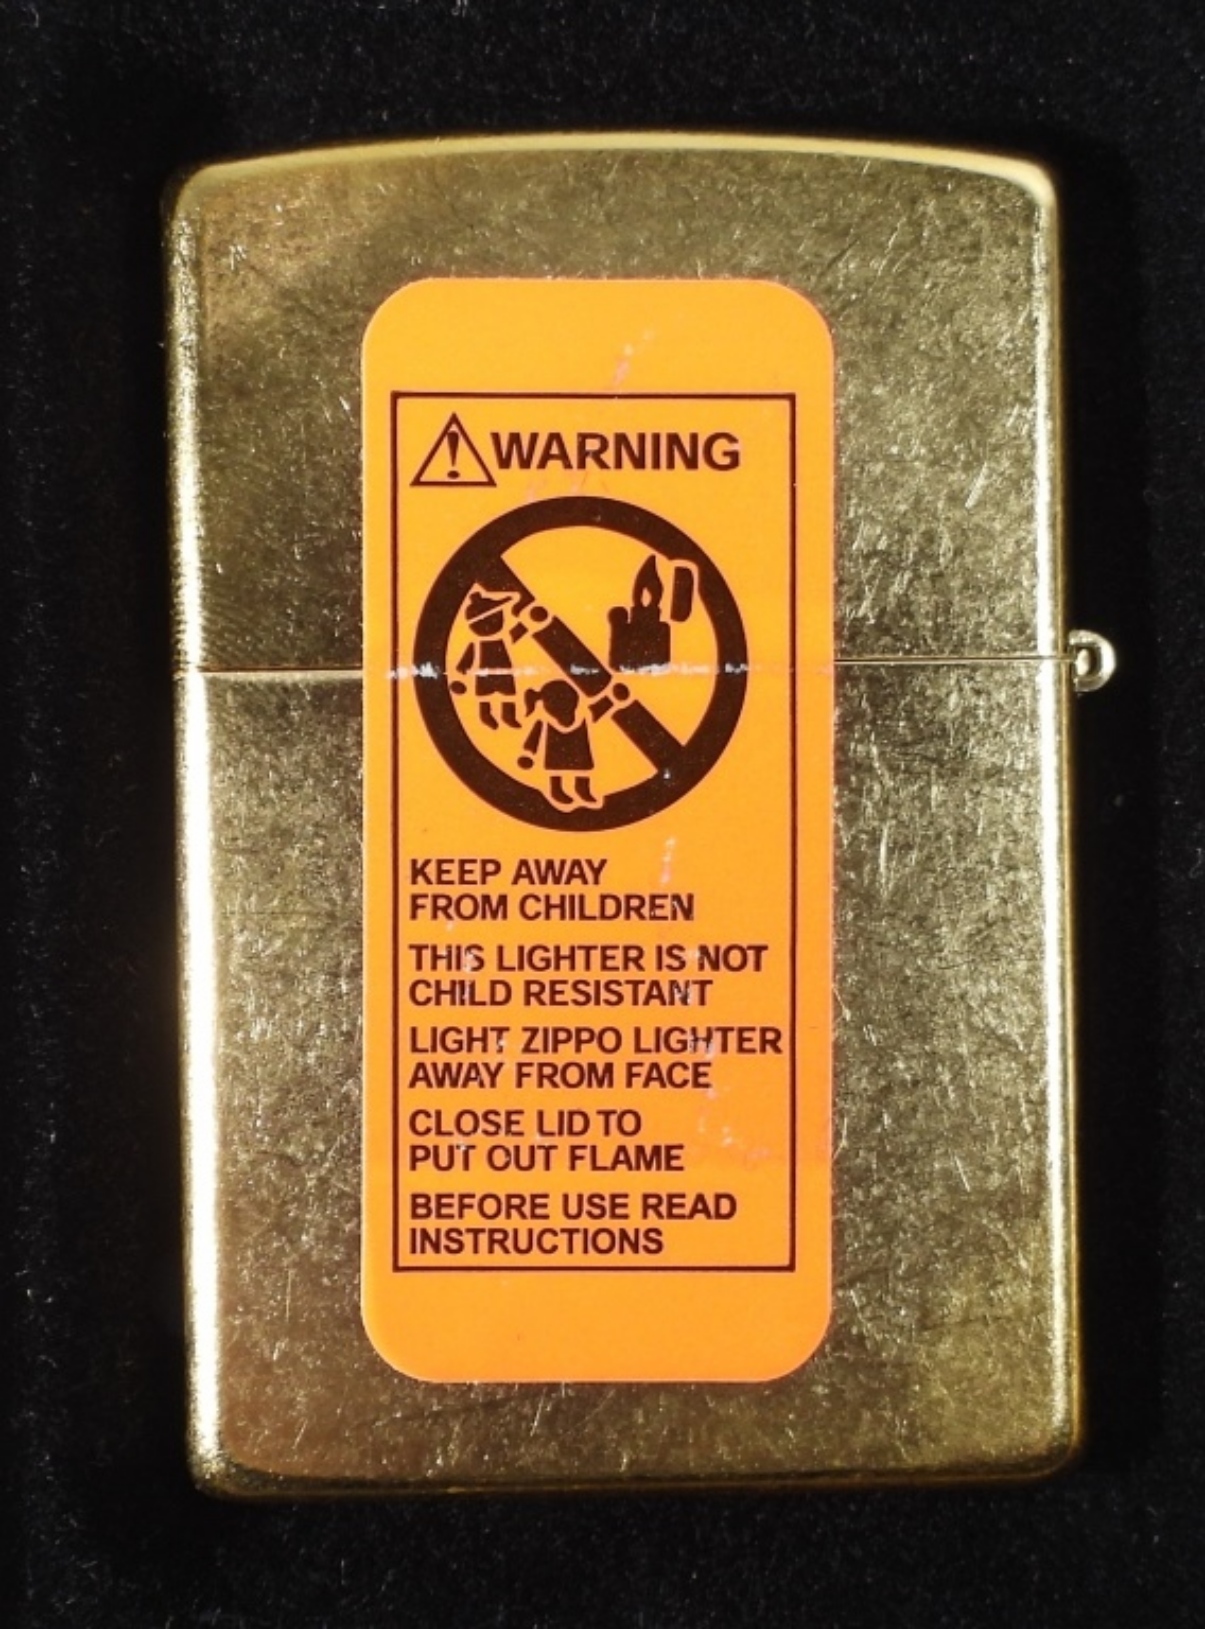 WARNING
KEEP AWAY
FROM CHILDREN
THIS LIGHTER IS NOT
CHILD RESISTANT
LIGHT ZIPPO LIGHTER
AWAY FROM FACE
CLOSE LID TO
PUT OUT FLAME
BEFORE USE READ
INSTRUCTIONS